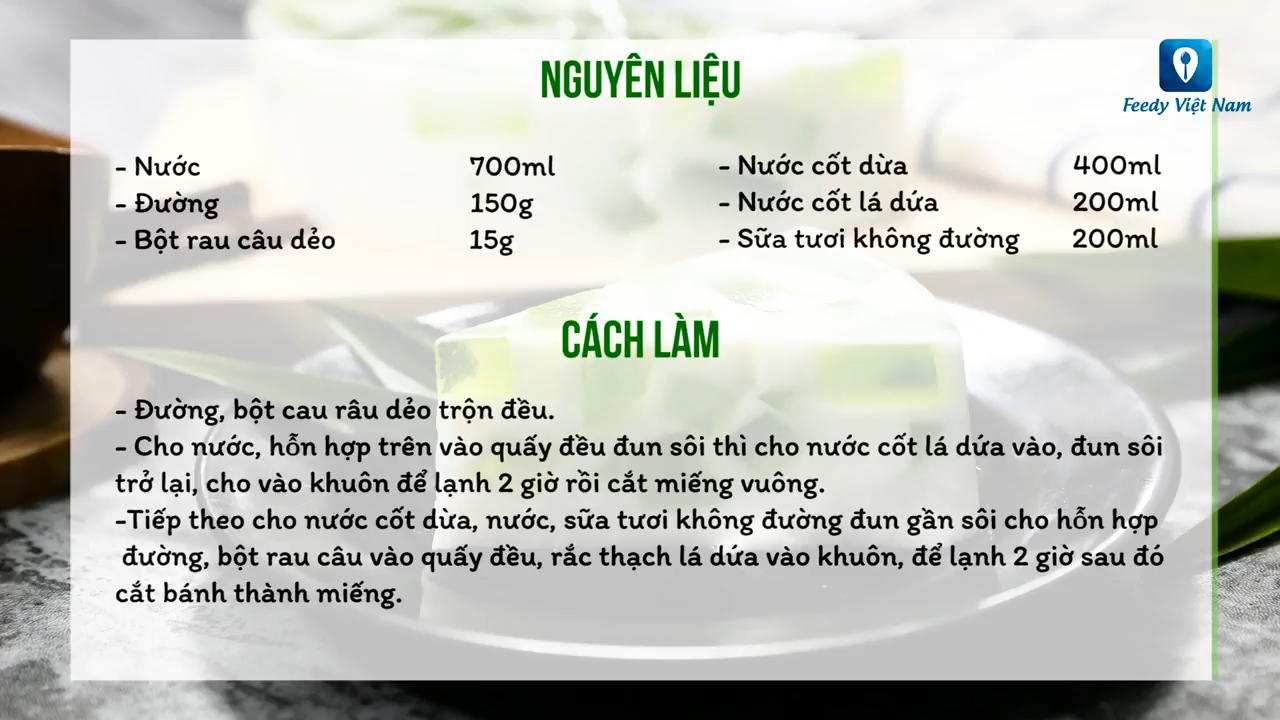 Feedy Việt Nam
NGUYÊN LIỆU
- Nước 700ml
- Đường 150g
- Bột rau câu dẻo 15g
- Nước cốt dừa 400ml
- Nước cốt lá dứa 200ml
- Sữa tươi không đường 200ml
CÁCH LÀM
- Đường, bột cau râu dẻo trộn đều.
- Cho nước, hỗn hợp trên vào quấy đều đun sôi thì cho nước cốt lá dứa vào, đun sôi
trở lại, cho vào khuôn để lạnh 2 giờ rồi cắt miếng vuông.
-Tiếp theo cho nước cốt dừa, nước, sữa tươi không đường đun gần sôi cho hỗn hợp
đường, bột rau câu vào quấy đều, rắc thạch lá dứa vào khuôn, để lạnh 2 giờ sau đó
cắt bánh thành miếng.